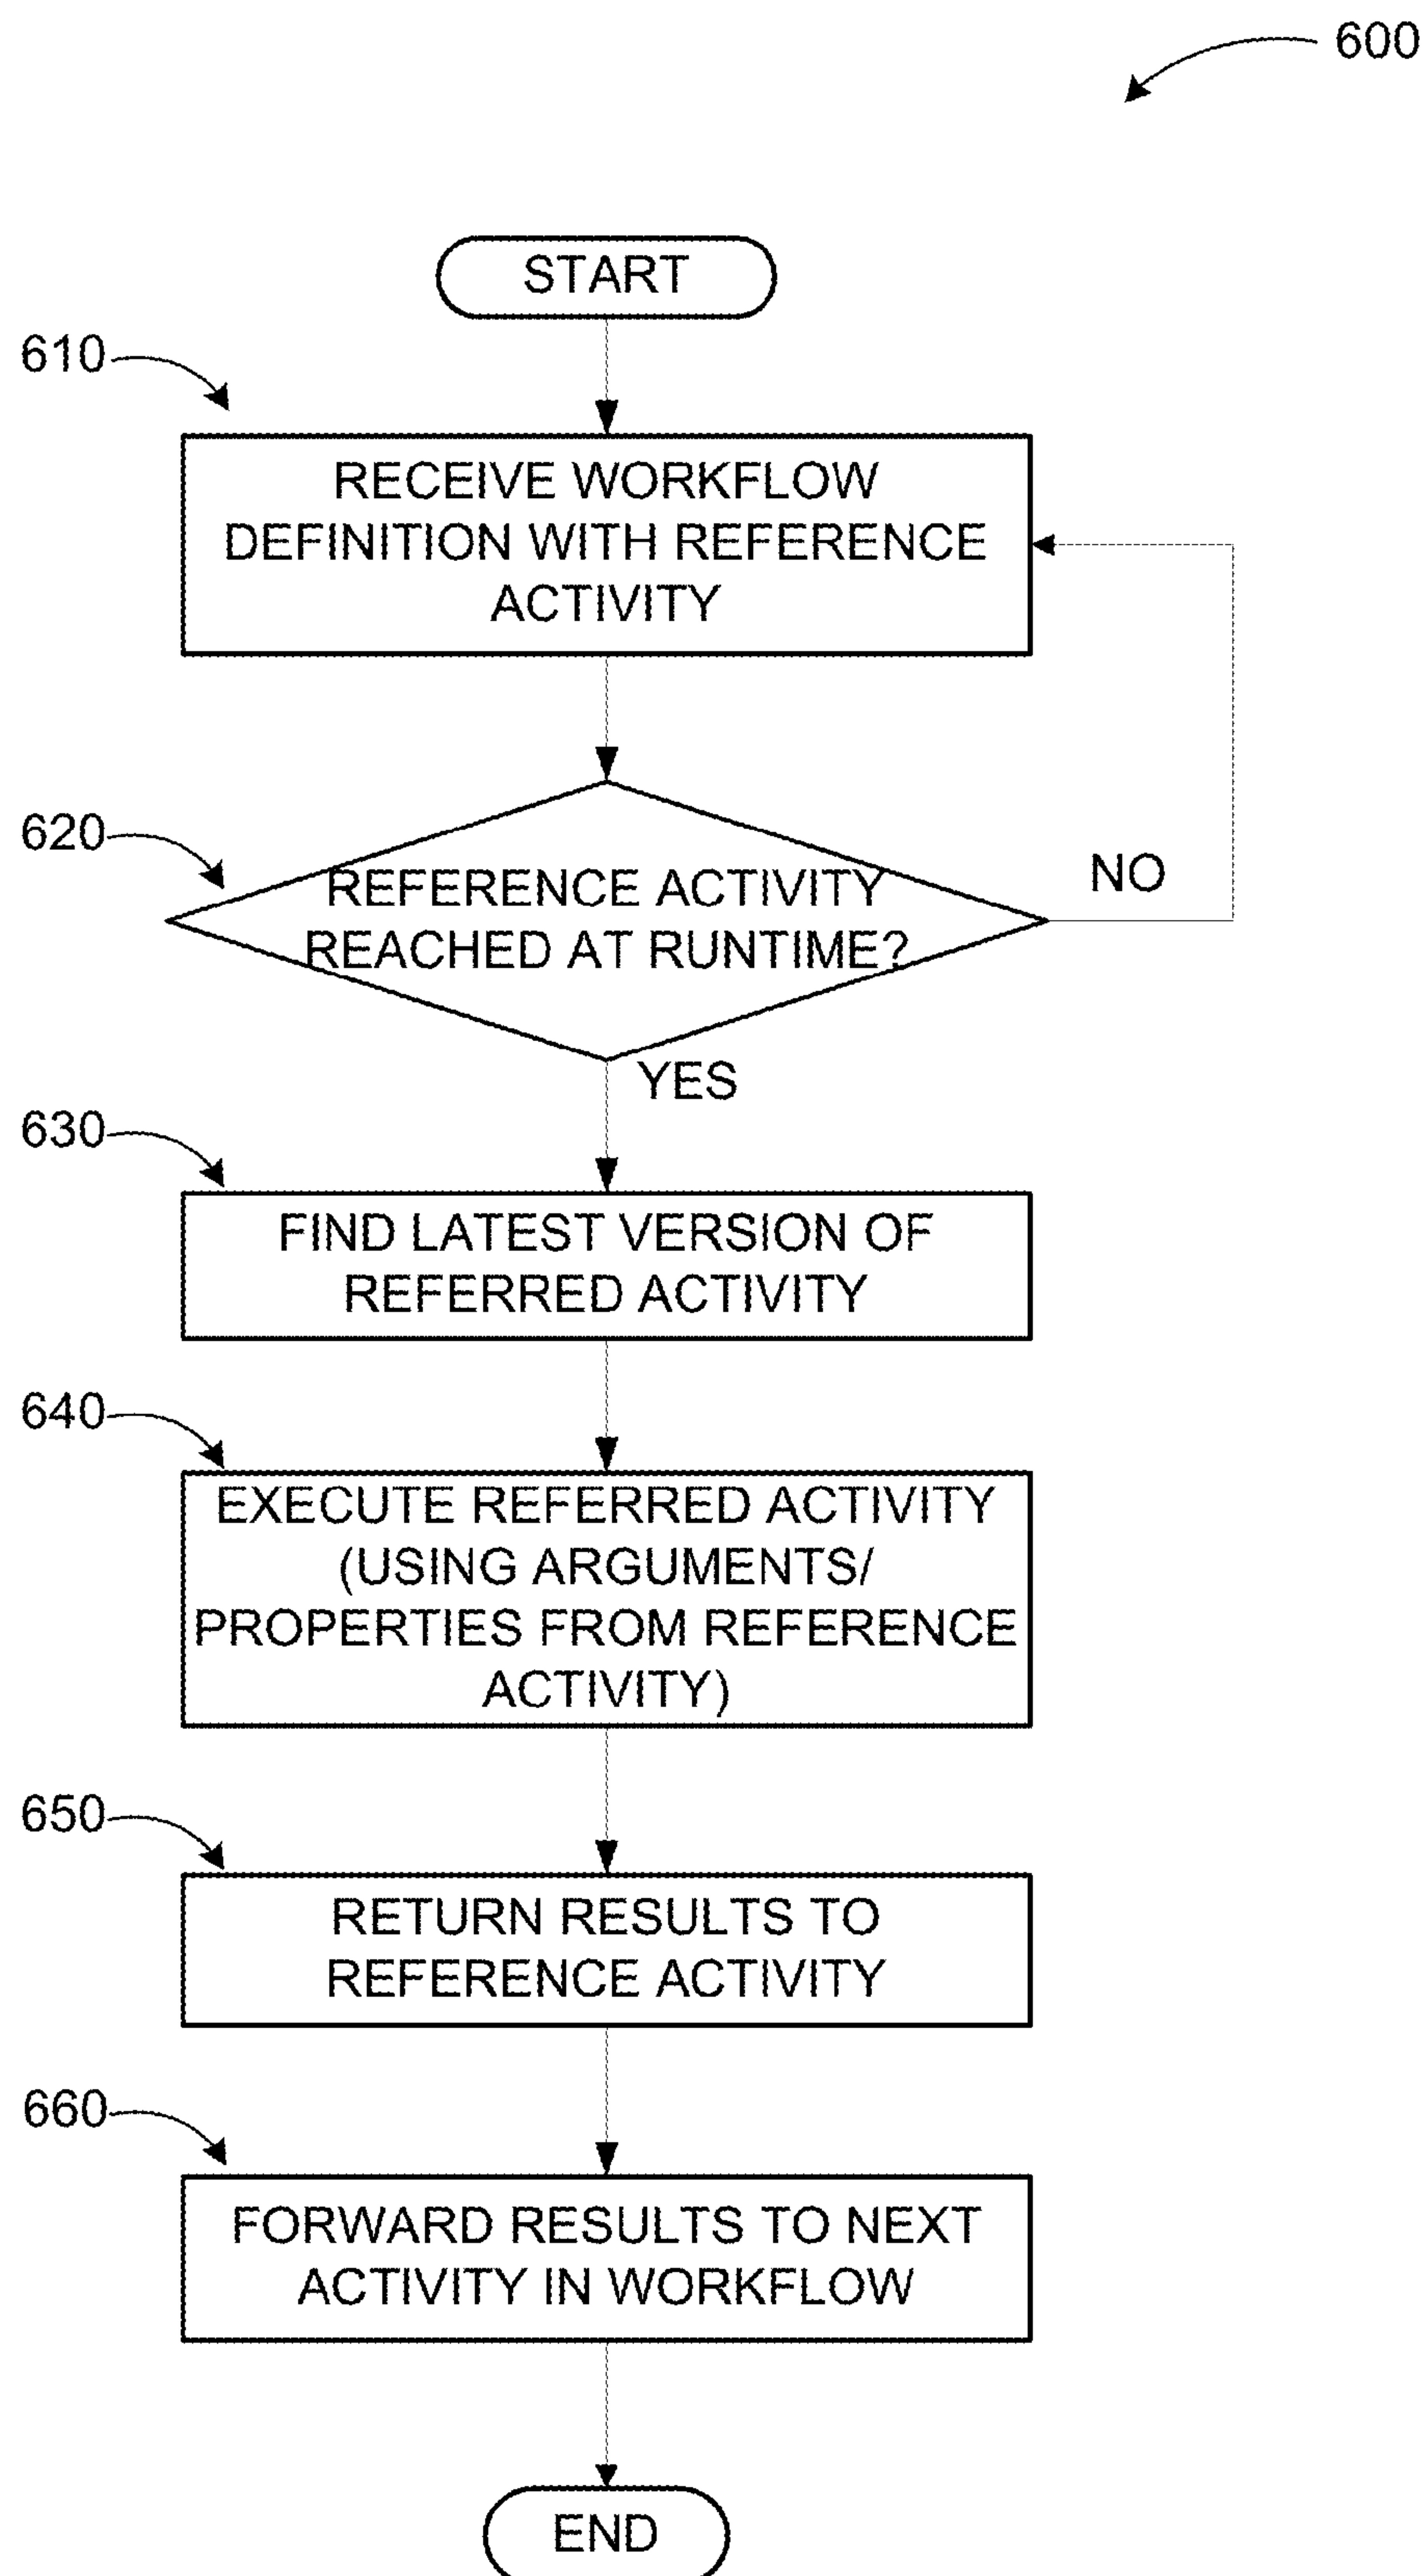 600
START
610
RECEIVE WORKFLOW
DEFINITION WITH REFERENCE
ACTIVITY
620
REFERENCE ACTIVITY
REACHED AT RUNTIME?
NO
YES
630
FIND LATEST VERSION OF
REFERRED ACTIVITY
640
EXECUTE REFERRED ACTIVITY
(USING ARGUMENTS/
PROPERTIES FROM REFERENCE
ACTIVITY)
650
RETURN RESULTS TO
REFERENCE ACTIVITY
660
FORWARD RESULTS TO NEXT
ACTIVITY IN WORKFLOW
END